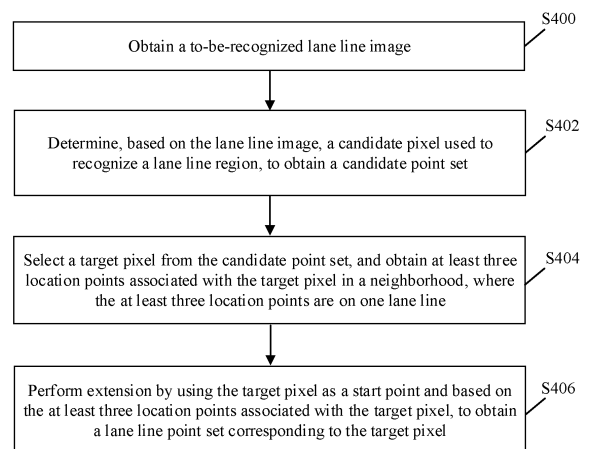 S400
Obtain a to-be-recognized lane line image
S402
Determine, based on the lane line image, a candidate pixel used to
recognize a lane line region, to obtain a candidate point set
S404
Select a target pixel from the candidate point set, and obtain at least three
location points associated with the target pixel in a neighborhood, where
the at least three location points are on one lane line
S406
Perform extension by using the target pixel as a start point and based on
the at least three location points associated with the target pixel, to obtain
a lane line point set corresponding to the target pixel